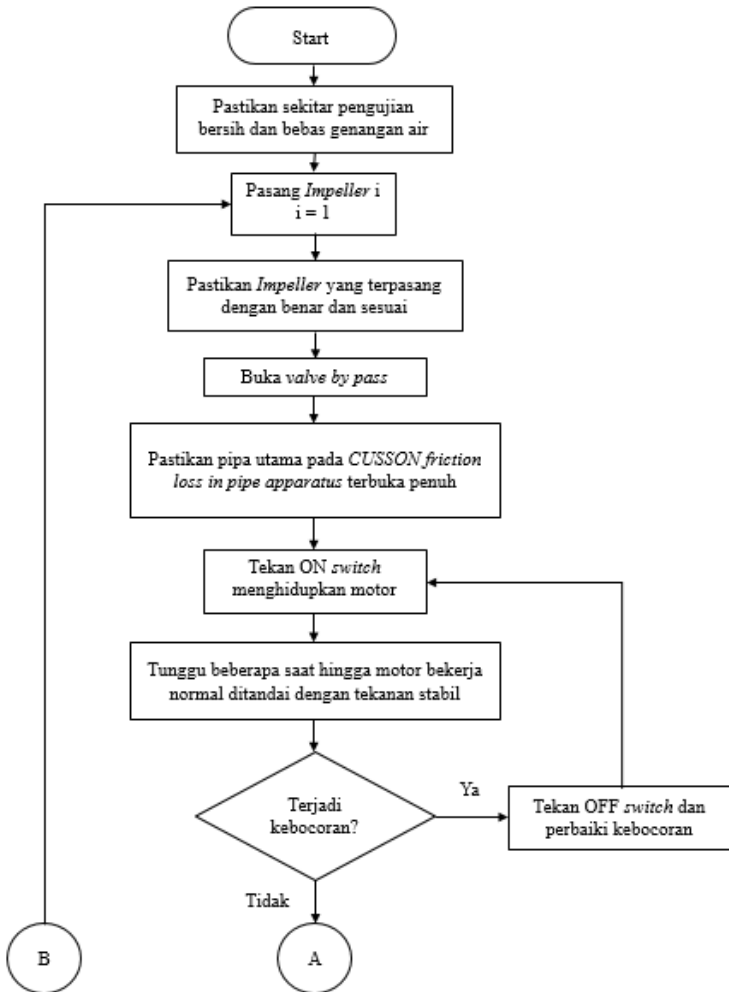 Start
Pastikan sekitar pengujian
bersih dan bebas genangan air
Pasang Impeller i
i = 1
Pastikan Impeller yang terpasang
dengan benar dan sesuai
Buka valve by pass
Pastikan pipa utama pada CUSSON friction
loss in pipe apparatus terbuka penuh
Tekan ON switch
menghidupkan motor
Tunggu beberapa saat hingga motor bekerja
normal ditandai dengan tekanan stabil
Terjadi
kebocoran?
Ya
Tekan OFF switch dan
perbaiki kebocoran
Tidak
B
A